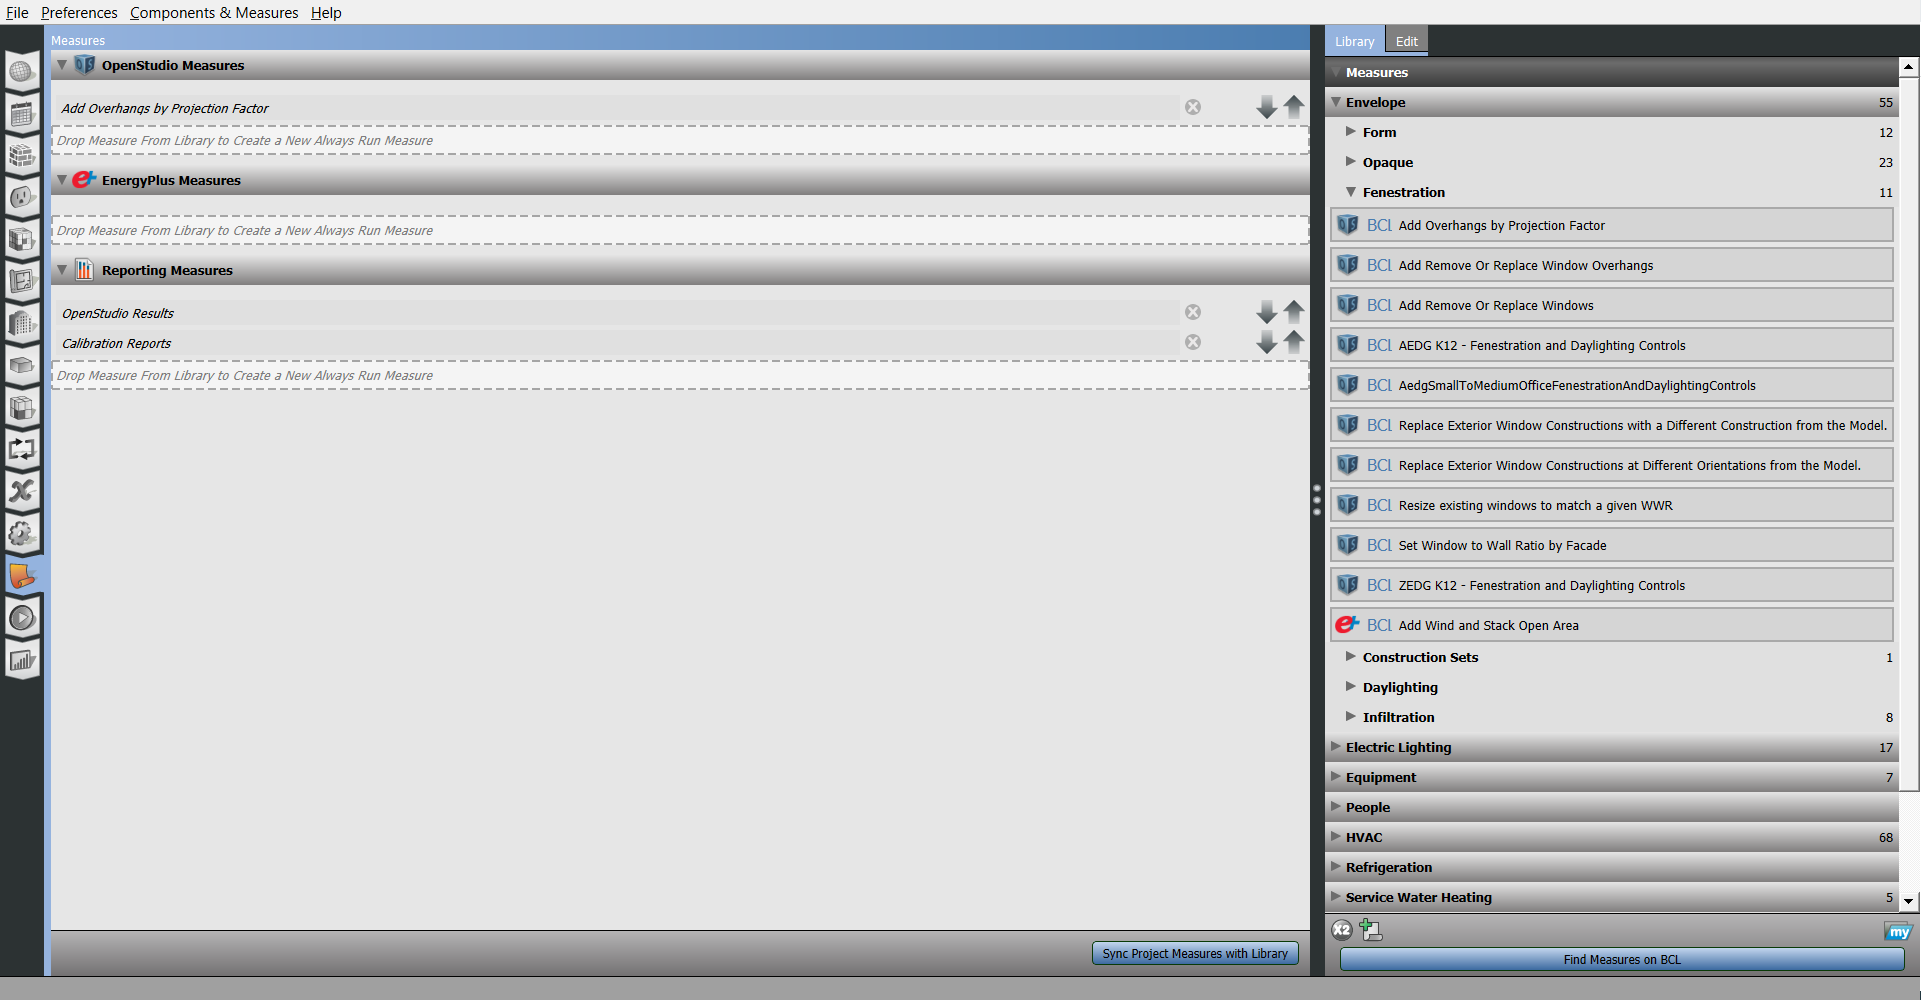 File Preferences Components & Measures Help
Measures
OpenStudio Measures
Add Overhangs by Projection Factor
Drop Measure From Library to Create a New Always Run Measure
EnergyPlus Measures
Drop Measure From Library to Create a New Always Run Measure
Reporting Measures
OpenStudio Results
Calibration Reports
Drop Measure From Library to Create a New Always Run Measure
Sync Project Measures with Library
Library Edit
Measures
Envelope 55
Form 12
Opaque 23
Fenestration 11
BCL Add Overhangs by Projection Factor
BCL Add Remove Or Replace Window Overhangs
BCL Add Remove Or Replace Windows
BCL AEDG K12 - Fenestration and Daylighting Controls
BCL AedgSmallToMediumOfficeFenestrationAndDaylightingControls
BCL Replace Exterior Window Constructions with a Different Construction from the Model.
BCL Replace Exterior Window Constructions at Different Orientations from the Model.
BCL Resize existing windows to match a given WWR
BCL Set Window to Wall Ratio by Facade
BCL ZEDG K12 - Fenestration and Daylighting Controls
e+ BCL Add Wind and Stack Open Area
Construction Sets 1
Daylighting
Infiltration 8
Electric Lighting 17
Equipment 7
People
HVAC 68
Refrigeration
Service Water Heating 5
X2 my
Find Measures on BCL